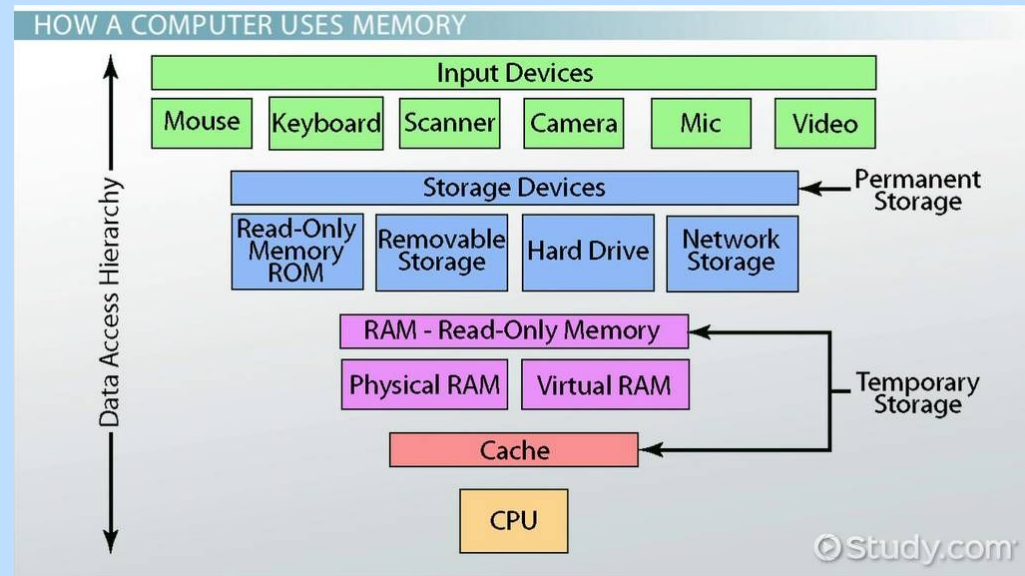 HOW A COMPUTER USES MEMORY
Input Devices
Mouse
Keyboard
Scanner
Camera
Mic
Video
Data Access Hierarchy
Storage Devices
Permanent
Storage
Read-Only
Memory
ROM
Removable
Storage
Hard Drive
Network
Storage
RAM - Read-Only Memory
Physical RAM
Virtual RAM
Temporary
Storage
Cache
CPU
Study.com